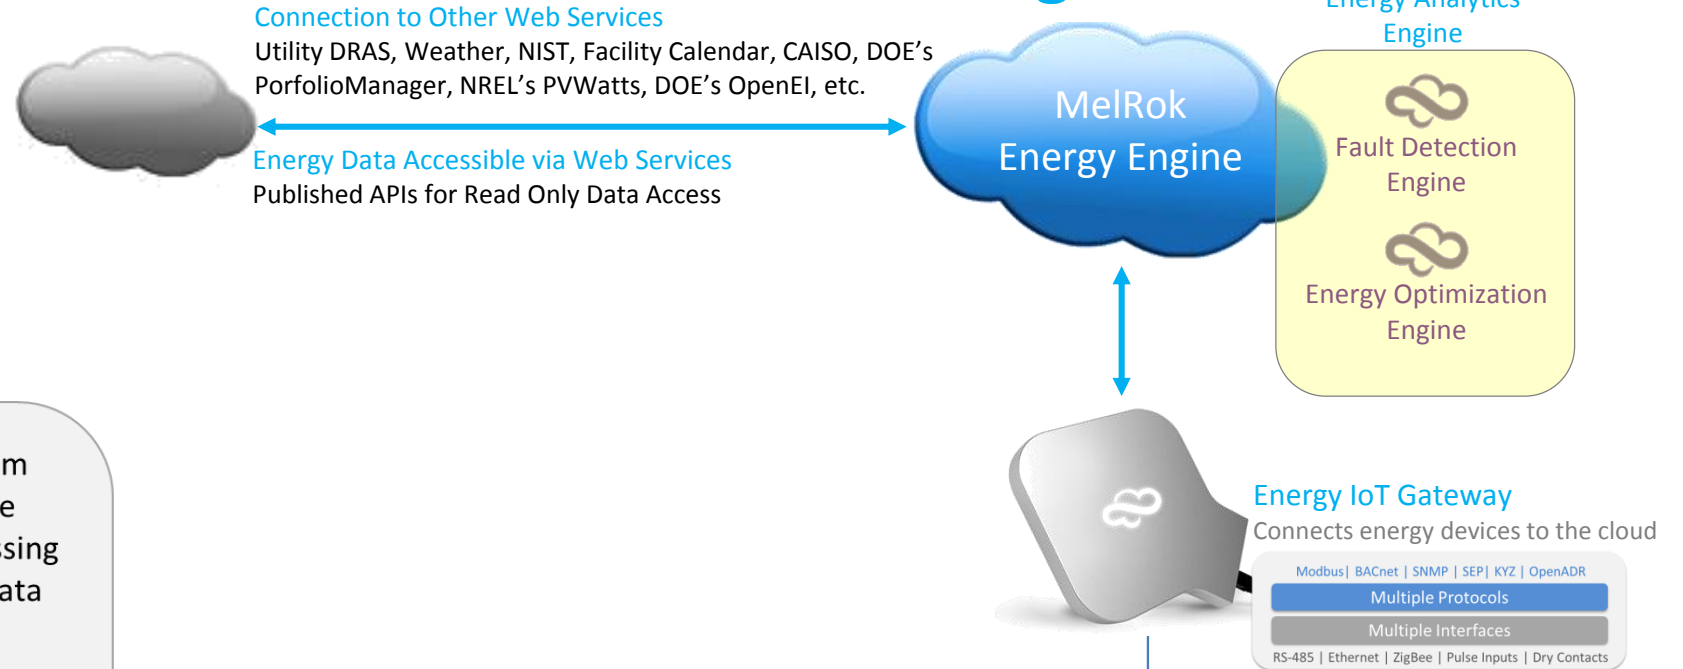 Connection to Other Web Services
Utility DRAS, Weather, NIST, Facility Calendar, CAISO, DOE's
PorfolioManager, NREL's PVWatts, DOE's OpenEI, etc.
Energy Data Accessible via Web Services
Published APIs for Read Only Data Access
MelRok
Energy Engine
Energy Analytics
Engine
Fault Detection
Engine
Energy Optimization
Engine
Energy IoT Gateway
Connects energy devices to the cloud
Modbus| BACnet | SNMP | SEP| KYZ | OpenADR
Multiple Protocols
Multiple Interfaces
RS-485 | Ethernet | ZigBee | Pulse Inputs | Dry Contacts